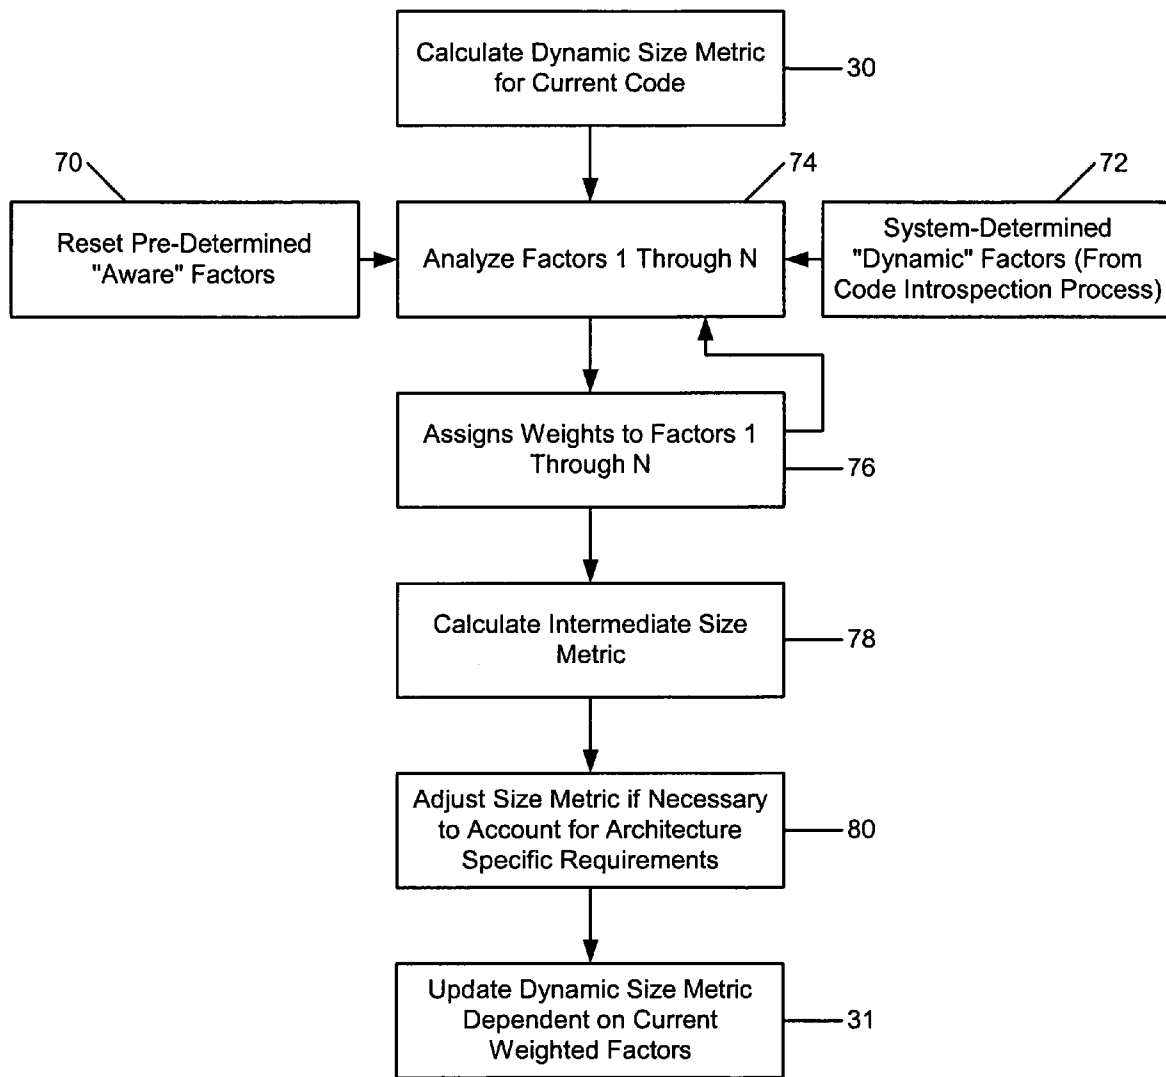 Calculate Dynamic Size Metric
for Current Code
30
70
74
72
Reset Pre-Determined
"Aware" Factors
Analyze Factors 1 Through N
System-Determined
"Dynamic" Factors (From
Code Introspection Process)
Assigns Weights to Factors 1
Through N
76
Calculate Intermediate Size
Metric
78
Adjust Size Metric if Necessary
to Account for Architecture
Specific Requirements
80
Update Dynamic Size Metric
Dependent on Current
Weighted Factors
31